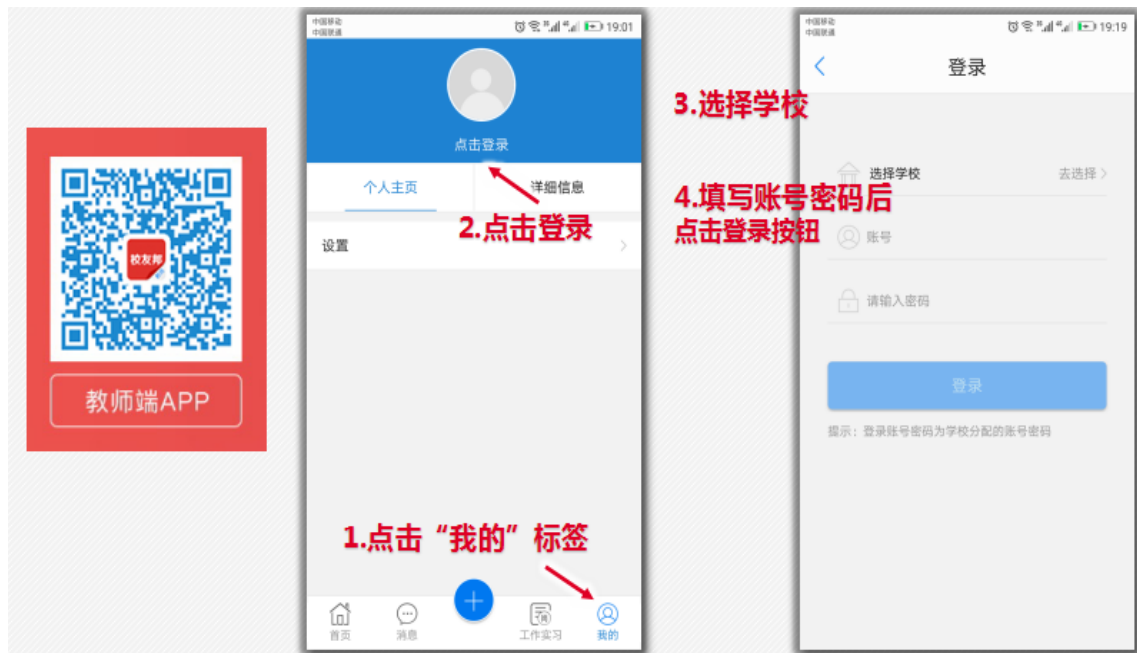 校友邦
教师端APP
中国移动
中国联通
19:01
点击登录
个人主页
详细信息
2.点击登录
设置
1.点击“我的”标签
首页
消息
工作实习
我的
3.选择学校
4.填写账号密码后
点击登录按钮
中国移动
中国联通
19:19
登录
选择学校
去选择
账号
请输入密码
登录
提示：登录账号密码为学校分配的账号密码